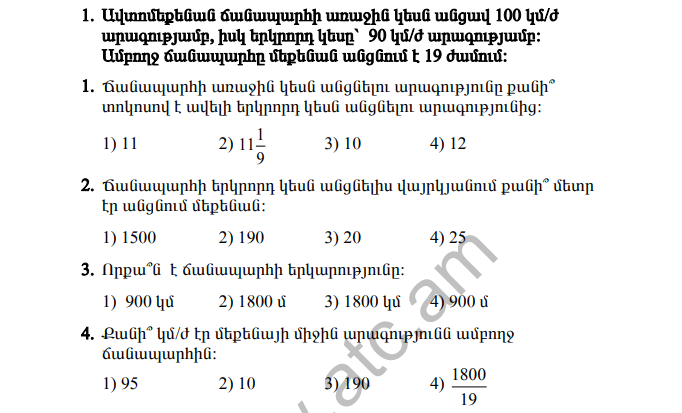 1. Ավտոմեքենան ճանապարհի առաջին կեսն անցավ 100 կմ/ժ
արագությամբ, իսկ երկրորդ կեսը՝ 90 կմ/ժ արագությամբ:
Ամբողջ ճանապարհը մեքենան անցնում է 19 ժամում:
1. Ճանապարհի առաջին կեսն անցնելու արագությունը քանի՞
տոկոսով է ավելի երկրորդ կեսն անցնելու արագությունից:
1) 11 2) 11 1/9 3) 10 4) 12
2. Ճանապարհի երկրորդ կեսն անցնելիս վայրկյանում քանի՞ մետր
էր անցնում մեքենան:
1) 1500 2) 190 3) 20 4) 25
3. Որքա՞ն է ճանապարհի երկարությունը:
1) 900 կմ 2) 1800 մ 3) 1800 կմ 4) 900 մ
4. Քանի՞ կմ/ժ էր մեքենայի միջին արագությունն ամբողջ
ճանապարհին:
1) 95 2) 10 3) 190 4) 1800/19
atc.am